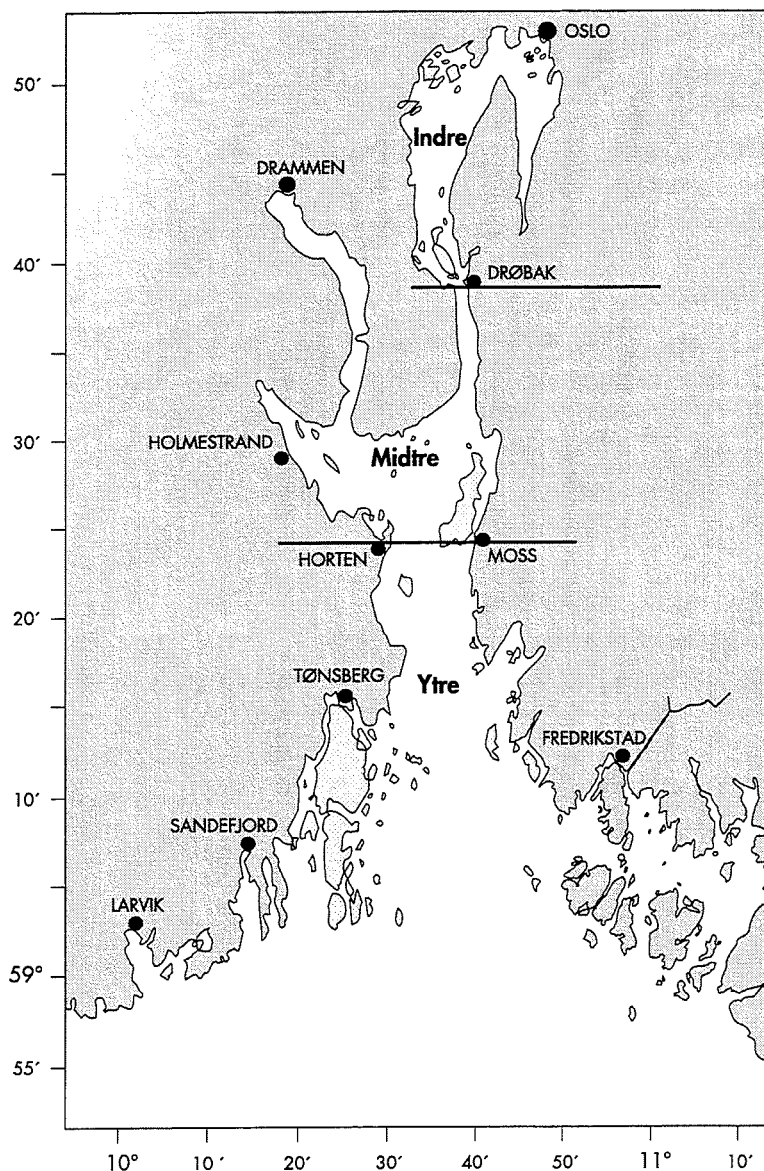 OSLO
50′
Indre
DRAMMEN
40′
DRØBAK
30′
HOLMESTRAND
Midtre
HORTEN
MOSS
20′
TØNSBERG
Ytre
FREDRIKSTAD
10′
SANDEFJORD
LARVIK
59°
55′
10° 10′ 20′ 30′ 40′ 50′ 11° 10′